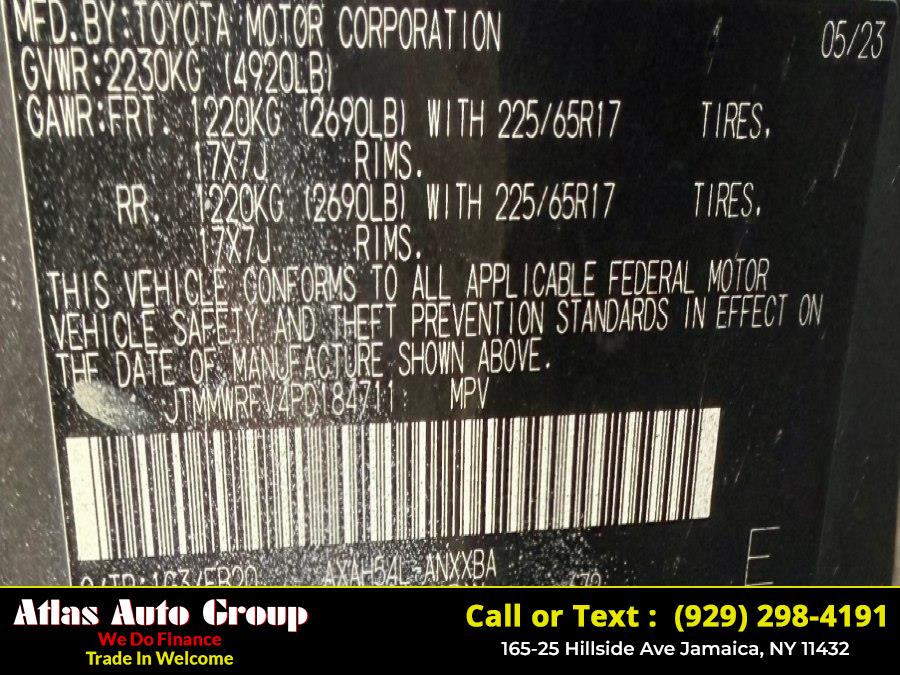 MFD.BY:TOYOTA MOTOR CORPORATION 05/23
GVWR:2230KG (4920LB)
GAWR:FRT. 1220KG (2690LB) WITH 225/65R17 TIRES.
17X7J RIMS.
RR. 1220KG (2690LB) WITH 225/65R17 TIRES.
17X7J RIMS.
THIS VEHICLE CONFORMS TO ALL APPLICABLE FEDERAL MOTOR
VEHICLE SAFETY AND THEFT PREVENTION STANDARDS IN EFFECT ON
THE DATE OF MANUFACTURE SHOWN ABOVE.
JTMMWRFV4PD184711 MPV
E
AXAH54L-ANXXBA
Atlas Auto Group
We Do FInance
Trade In Welcome
Call or Text : (929) 298-4191
165-25 Hillside Ave Jamaica, NY 11432